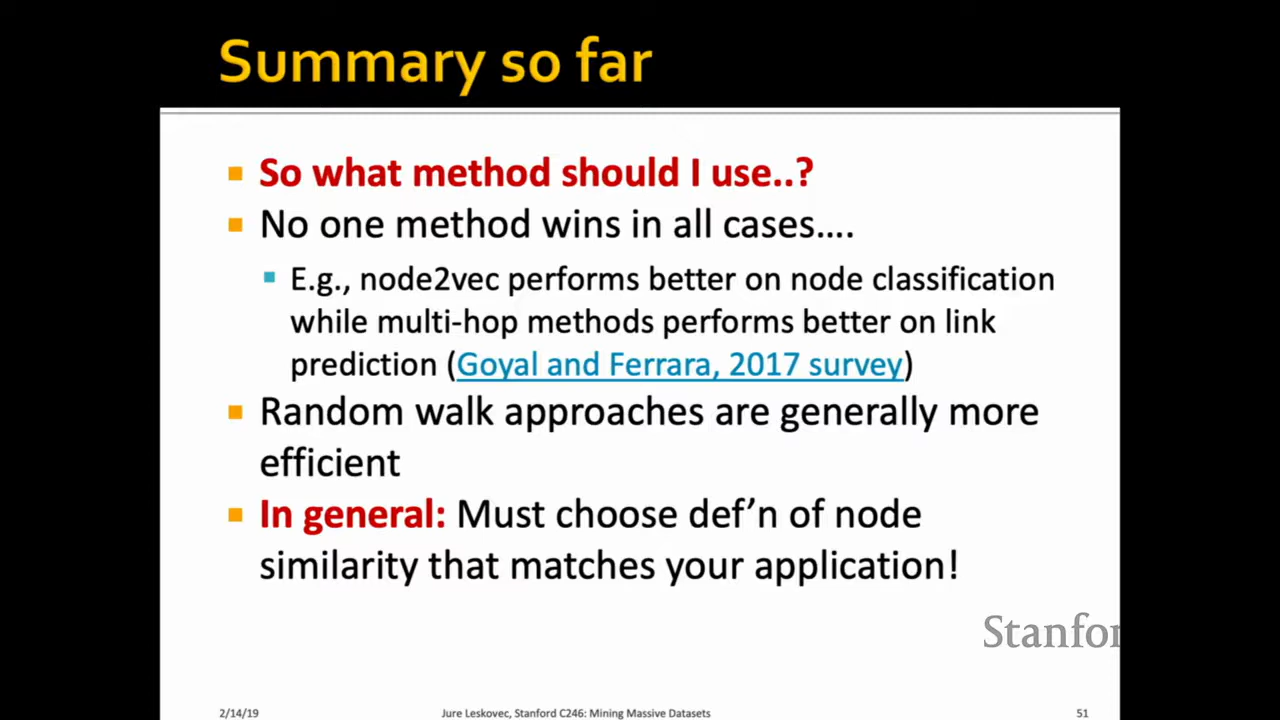 Summary so far
So what method should I use..?
No one method wins in all cases....
E.g., node2vec performs better on node classification
while multi-hop methods performs better on link
prediction (Goyal and Ferrara, 2017 survey)
Random walk approaches are generally more
efficient
In general: Must choose def’n of node
similarity that matches your application!
Stanfor
2/14/19
Jure Leskovec, Stanford C246: Mining Massive Datasets
51